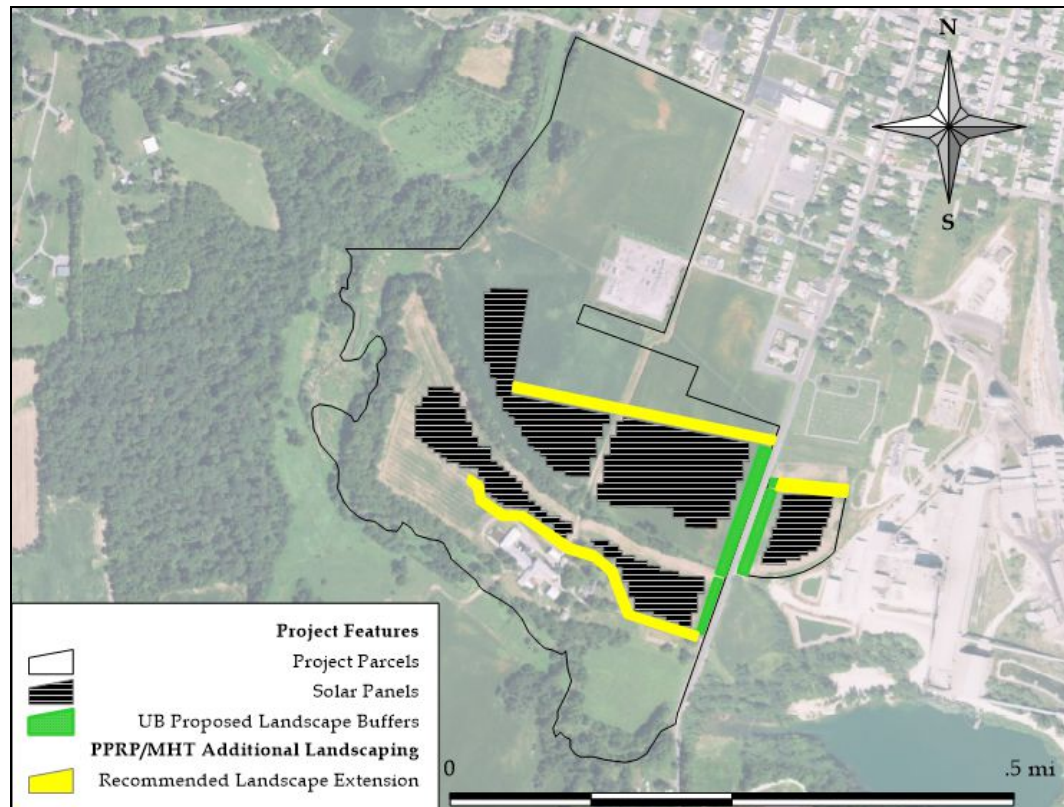 N
S
Project Features
Project Parcels
Solar Panels
UB Proposed Landscape Buffers
PPRP/MHT Additional Landscaping
Recommended Landscape Extension
0 .5 mi